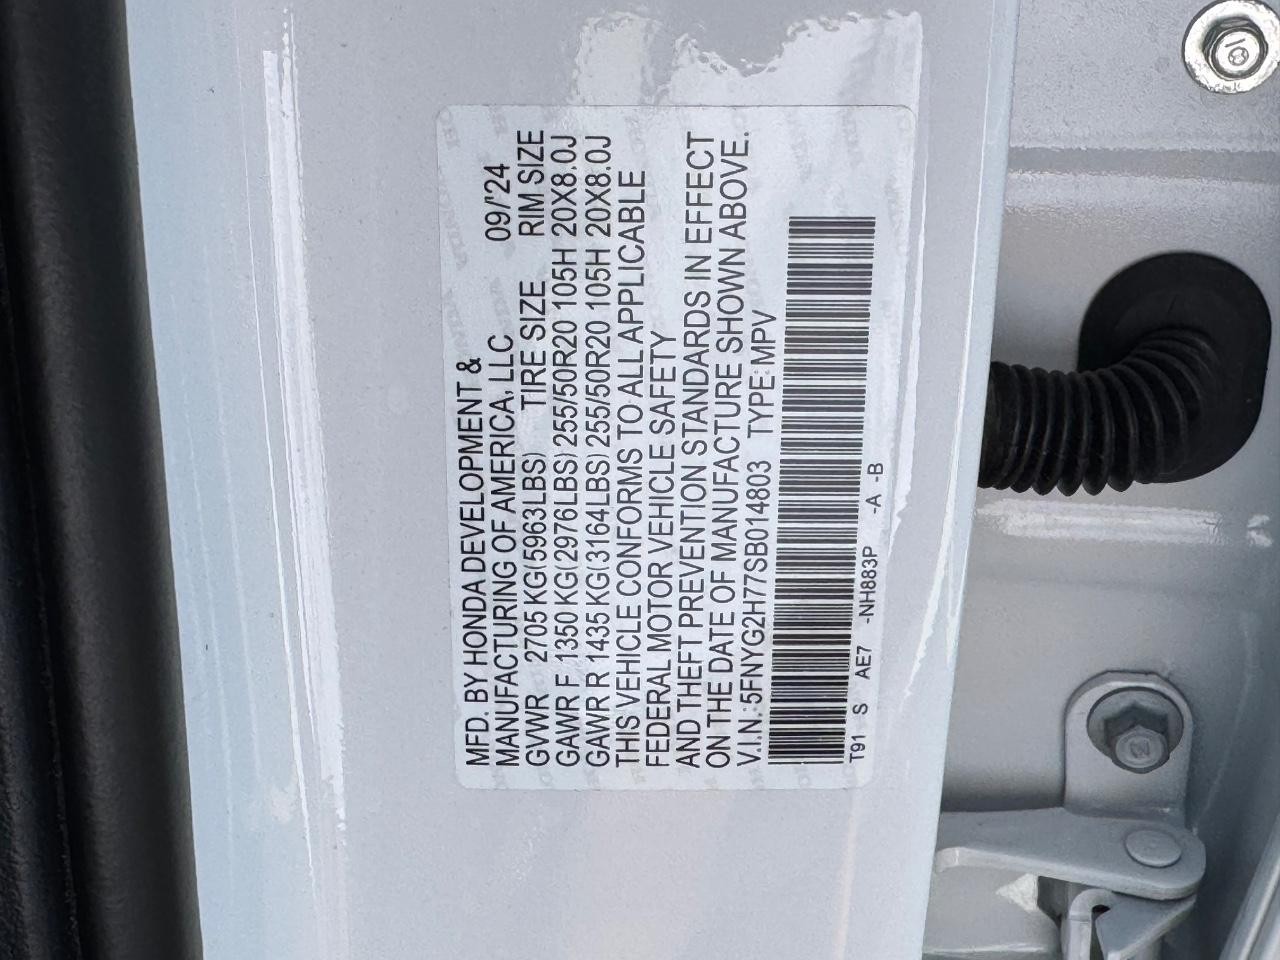 MFD. BY HONDA DEVELOPMENT &
MANUFACTURING OF AMERICA, LLC 09/'24
GVWR 2705 KG(5963LBS) TIRE SIZE RIM SIZE
GAWR F 1350 KG(2976LBS) 255/50R20 105H 20X8.0J
GAWR R 1435 KG(3164LBS) 255/50R20 105H 20X8.0J
THIS VEHICLE CONFORMS TO ALL APPLICABLE
FEDERAL MOTOR VEHICLE SAFETY
AND THEFT PREVENTION STANDARDS IN EFFECT
ON THE DATE OF MANUFACTURE SHOWN ABOVE.
V.I.N.: 5FNYG2H77SB014803 TYPE: MPV
T91 S AE7 -NH883P -A -B